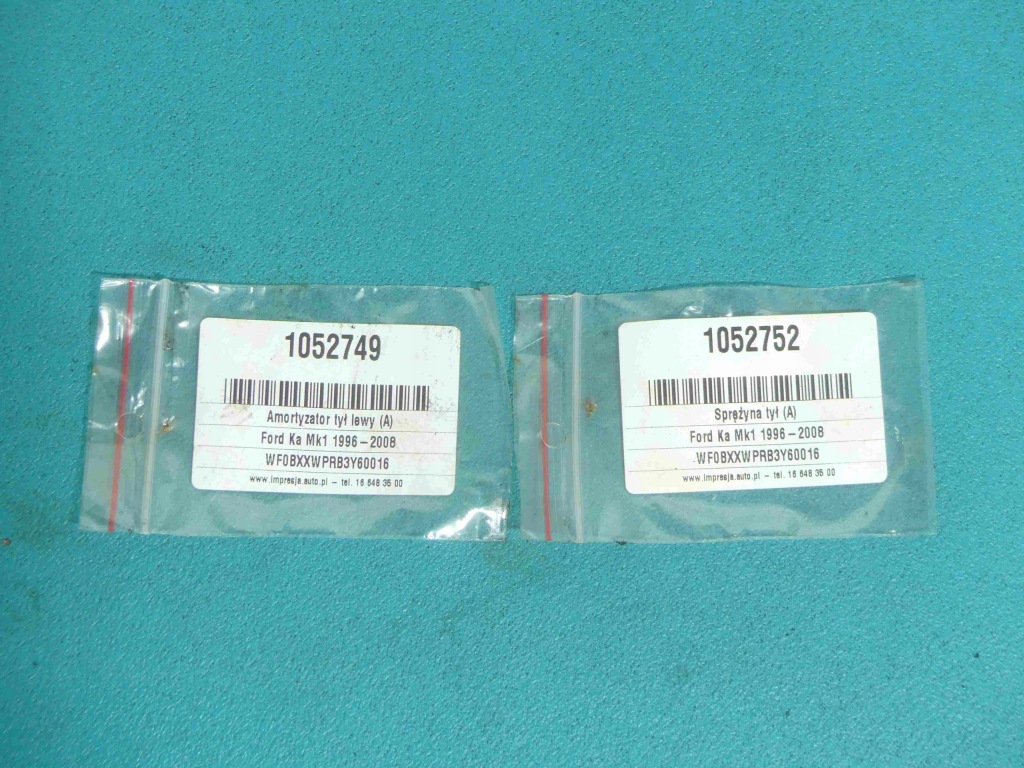 1052749
Amortyzator tył lewy (A)
Ford Ka Mk1 1996-2008
WF0BXXWPRB3Y60016
www.impresja.auto.pl - tel. 16 648 35 00
1052752
Sprężyna tył (A)
Ford Ka Mk1 1996-2008
WF0BXXWPRB3Y60016
www.impresja.auto.pl - tel. 16 648 35 00